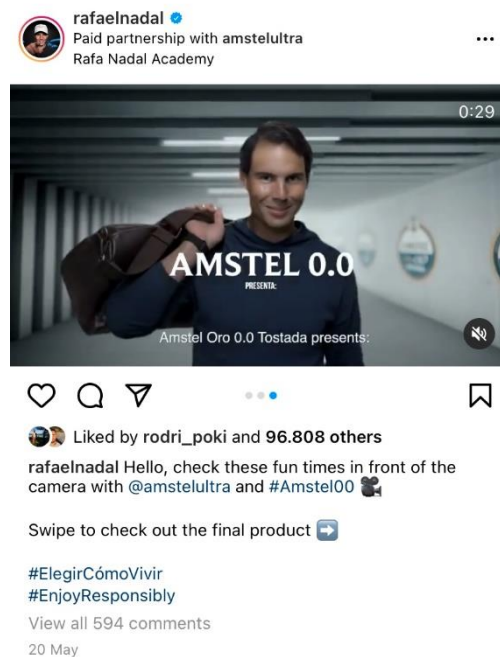 rafaelnadal
Paid partnership with amstelultra
Rafa Nadal Academy
0:29
AMSTEL 0.0
PRESENTA:
Amstel Oro 0.0 Tostada presents:
Liked by rodri_poki and 96.808 others
rafaelnadal Hello, check these fun times in front of the
camera with @amstelultra and #Amstel00 🎥
Swipe to check out the final product ➡️
#ElegirCómoVivir
#EnjoyResponsibly
View all 594 comments
20 May